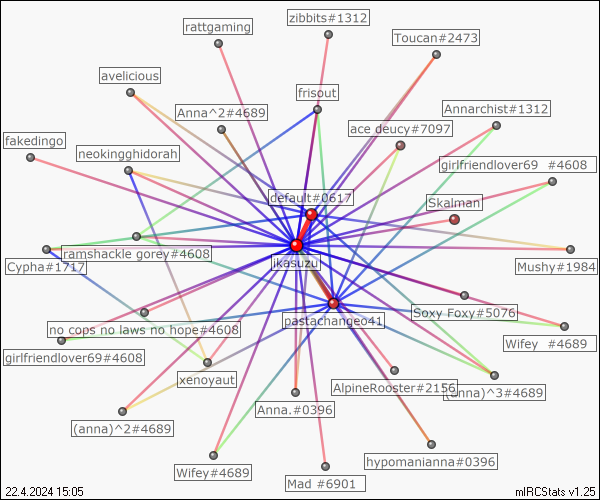 zibbits#1312
rattgaming
Toucan#2473
avelicious
frisout
Anna^2#4689
Annarchist#1312
ace deucy#7097
fakedingo
neokingghidorah
girlfriendlover69 #4608
default#0617
Skalman
ramshackle gorey#4608
jkasuzu
Cypha#1717
Mushy#1984
Soxy Foxy#5076
pastachange41
no cops no laws no hope#4608
Wifey #4689
girlfriendlover69#4608
xenoyaut
AlpineRooster#2156
(anna)^3#4689
Anna.#0396
(anna)^2#4689
hypomanianna#0396
Wifey#4689
Mad #6901
22.4.2024 15:05
mIRCStats v1.25